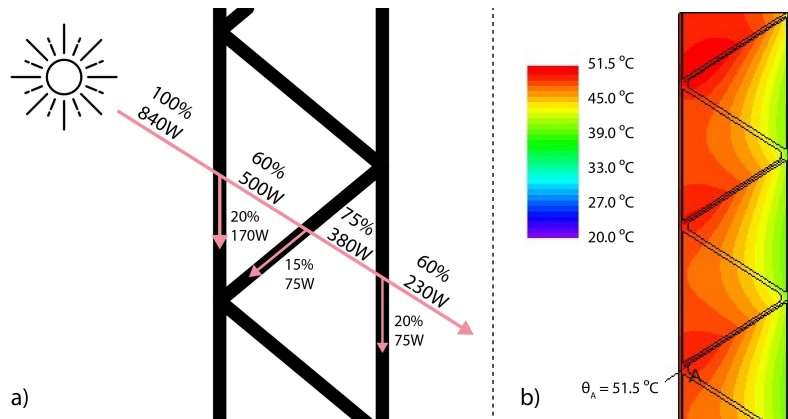 100%
840W
60%
500W
20%
170W
75%
380W
15%
75W
60%
230W
20%
75W
a)
51.5 °C
45.0 °C
39.0 °C
33.0 °C
27.0 °C
20.0 °C
A
θA = 51.5 °C
b)